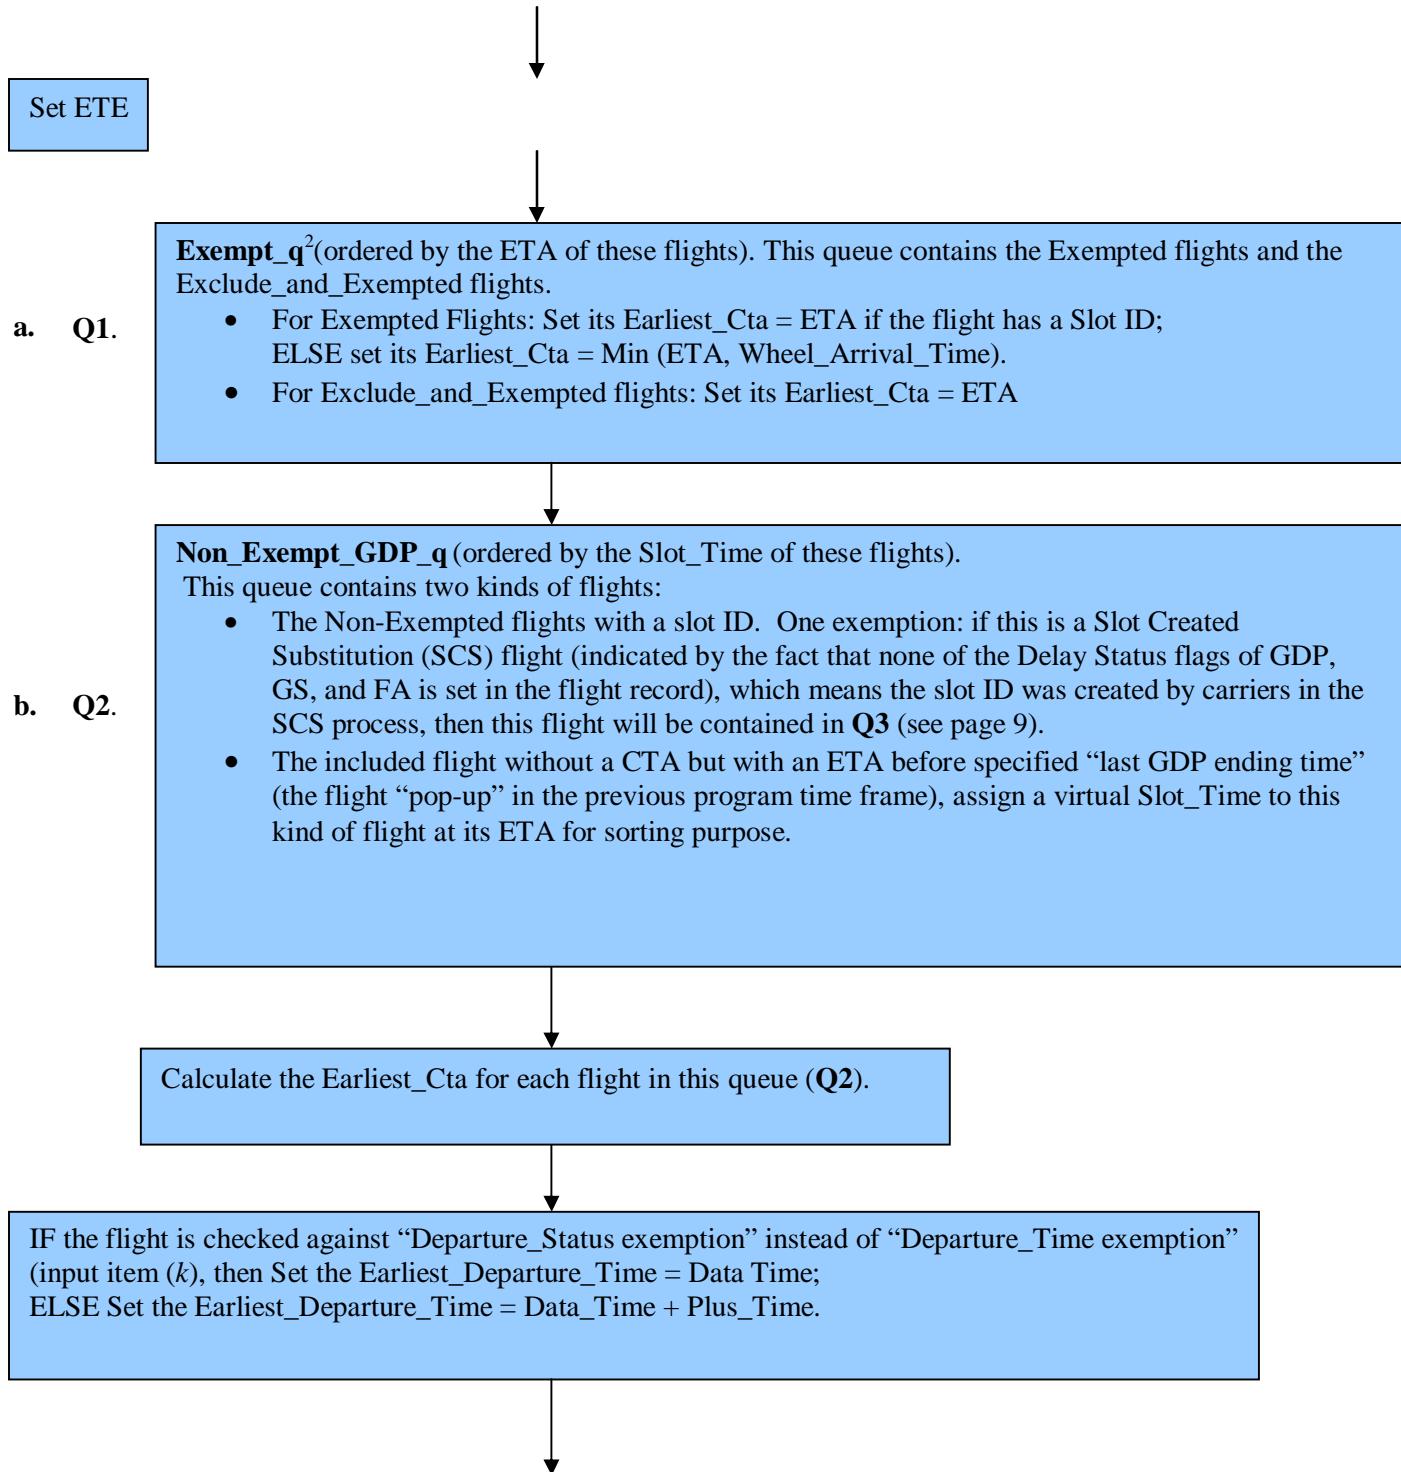 Set ETE
Exempt_q2(ordered by the ETA of these flights). This queue contains the Exempted flights and the
Exclude_and_Exempted flights.
a. Q1.
• For Exempted Flights: Set its Earliest_Cta = ETA if the flight has a Slot ID;
ELSE set its Earliest_Cta = Min (ETA, Wheel_Arrival_Time).
• For Exclude_and_Exempted flights: Set its Earliest_Cta = ETA
Non_Exempt_GDP_q (ordered by the Slot_Time of these flights).
This queue contains two kinds of flights:
• The Non-Exempted flights with a slot ID. One exemption: if this is a Slot Created
Substitution (SCS) flight (indicated by the fact that none of the Delay Status flags of GDP,
GS, and FA is set in the flight record), which means the slot ID was created by carriers in the
b. Q2.
SCS process, then this flight will be contained in Q3 (see page 9).
• The included flight without a CTA but with an ETA before specified “last GDP ending time”
(the flight “pop-up” in the previous program time frame), assign a virtual Slot_Time to this
kind of flight at its ETA for sorting purpose.
Calculate the Earliest_Cta for each flight in this queue (Q2).
IF the flight is checked against “Departure_Status exemption” instead of “Departure_Time exemption”
(input item (k), then Set the Earliest_Departure_Time = Data Time;
ELSE Set the Earliest_Departure_Time = Data_Time + Plus_Time.